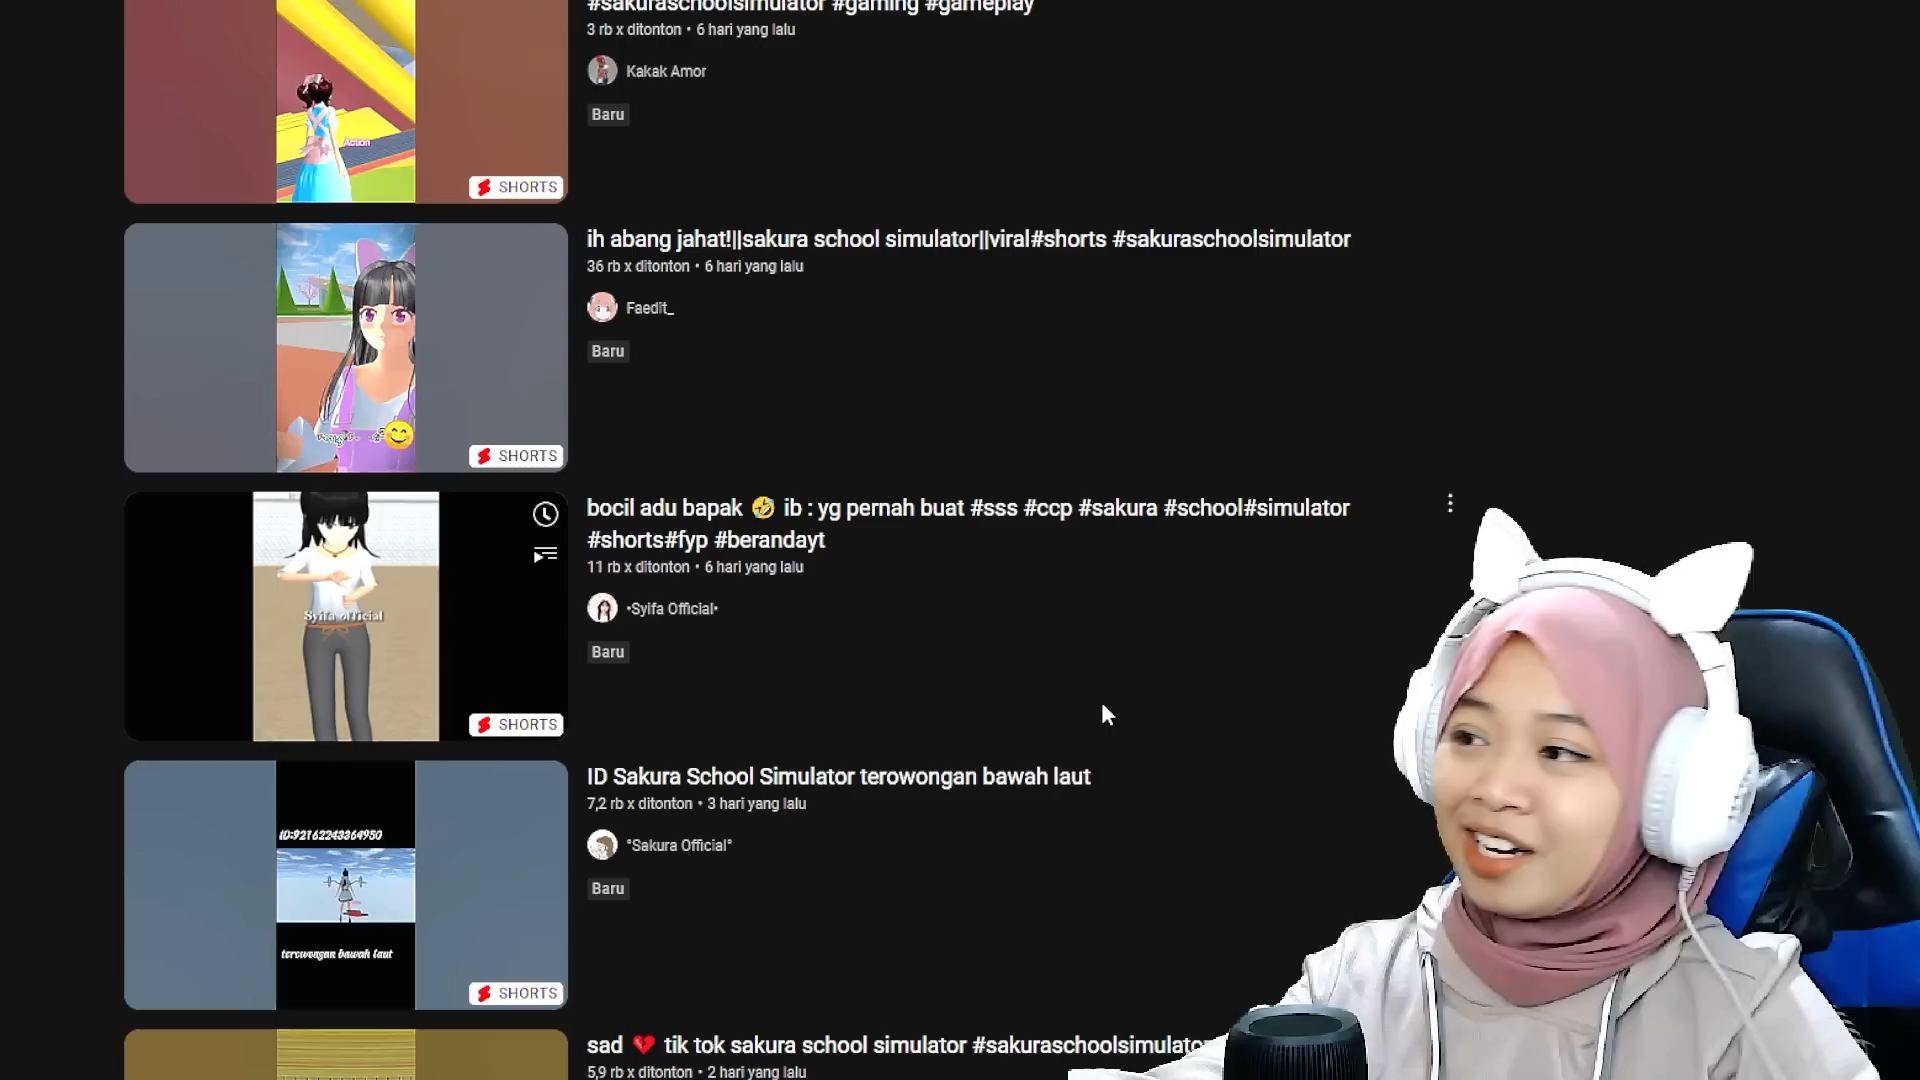 #sakuraschoolsimulator #gaming #gameplay
3 rb x ditonton • 6 hari yang lalu
Kakak Amor
Baru
Action
SHORTS
ih abang jahat!||sakura school simulator||viral#shorts #sakuraschoolsimulator
36 rb x ditonton • 6 hari yang lalu
Faedit_
Baru
SHORTS
bocil adu bapak 🤣 ib : yg pernah buat #sss #ccp #sakura #school#simulator
#shorts#fyp #berandayt
11 rb x ditonton • 6 hari yang lalu
•Syifa Official•
Baru
Syifa official
SHORTS
ID Sakura School Simulator terowongan bawah laut
7,2 rb x ditonton • 3 hari yang lalu
°Sakura Official°
Baru
ID:92162243364950
terowongan bawah laut
SHORTS
sad 💔 tik tok sakura school simulator #sakuraschoolsimulator
5,9 rb x ditonton • 2 hari yang lalu